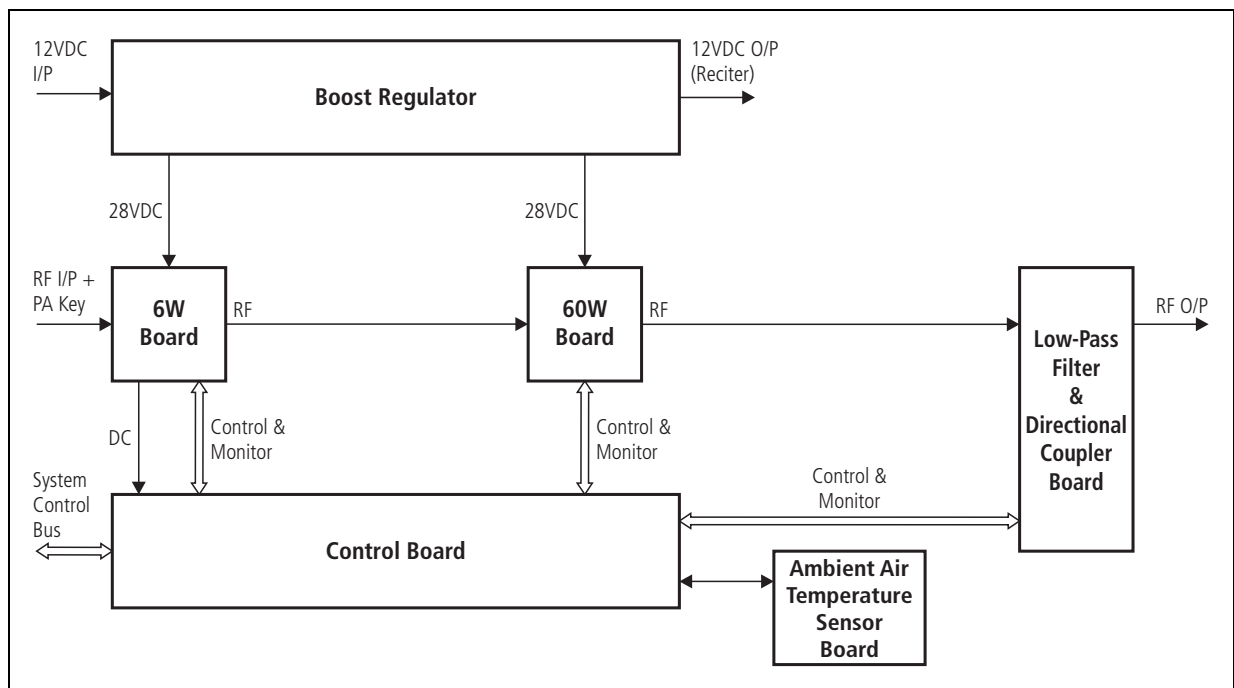 12VDC
I/P
Boost Regulator
12VDC O/P
(Reciter)
28VDC
28VDC
RF I/P +
PA Key
6W
Board
RF
60W
Board
RF
RF O/P
Low-Pass
Filter
&
Directional
Coupler
Board
DC
Control &
Monitor
Control &
Monitor
Control &
Monitor
System
Control
Bus
Control Board
Ambient Air
Temperature
Sensor
Board